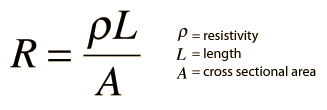 R = ρL / A
ρ = resistivity
L = length
A = cross sectional area